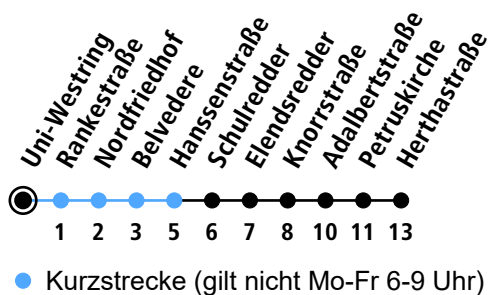 Uni-Westring
Rankestraße
Nordfriedhof
Belvedere
Hanssenstraße
Schulredder
Elendsredder
Knorrstraße
Adalbertstraße
Petruskirche
Herthastraße
1 2 3 5 6 7 8 10 11 13
Kurzstrecke (gilt nicht Mo-Fr 6-9 Uhr)